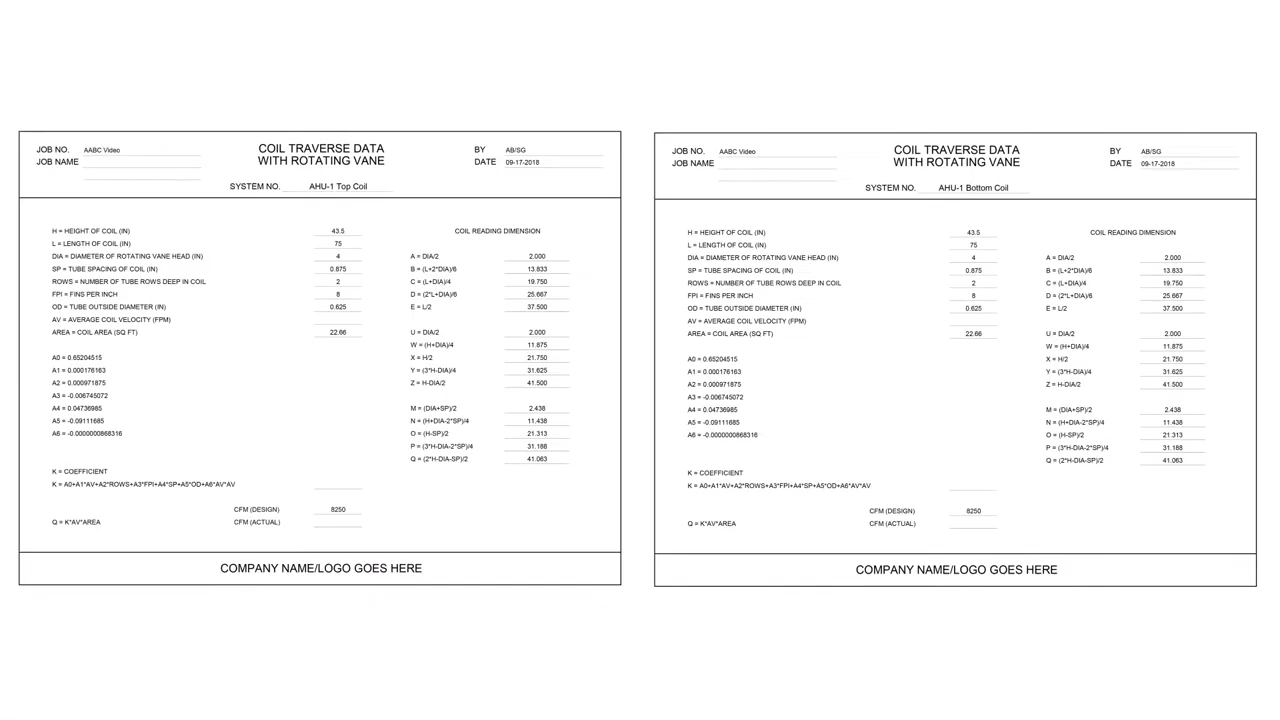 JOB NO. AABC Video
JOB NAME
COIL TRAVERSE DATA
WITH ROTATING VANE
BY AB/SG
DATE 09-17-2018
SYSTEM NO. AHU-1 Top Coil
H = HEIGHT OF COIL (IN) 43.5
L = LENGTH OF COIL (IN) 75
DIA = DIAMETER OF ROTATING VANE HEAD (IN) 4
SP = TUBE SPACING OF COIL (IN) 0.875
ROWS = NUMBER OF TUBE ROWS DEEP IN COIL 2
FPI = FINS PER INCH 8
OD = TUBE OUTSIDE DIAMETER (IN) 0.625
AV = AVERAGE COIL VELOCITY (FPM)
AREA = COIL AREA (SQ FT) 22.66
A0 = 0.65204515
A1 = 0.000176163
A2 = 0.000971875
A3 = -0.006745072
A4 = 0.04736985
A5 = -0.09111685
A6 = -0.0000000868316
K = COEFFICIENT
K = A0+A1*AV+A2*ROWS+A3*FPI+A4*SP+A5*OD+A6*AV*AV
CFM (DESIGN) 8250
Q = K*AV*AREA CFM (ACTUAL)
COIL READING DIMENSION
A = DIA/2 2.000
B = (L+2*DIA)/6 13.833
C = (L+DIA)/4 19.750
D = (2*L+DIA)/6 25.667
E = L/2 37.500
U = DIA/2 2.000
W = (H+DIA)/4 11.875
X = H/2 21.750
Y = (3*H-DIA)/4 31.625
Z = H-DIA/2 41.500
M = (DIA+SP)/2 2.438
N = (H+DIA-2*SP)/4 11.438
O = (H-SP)/2 21.313
P = (3*H-DIA-2*SP)/4 31.188
Q = (2*H-DIA-SP)/2 41.063
COMPANY NAME/LOGO GOES HERE
JOB NO. AABC Video
JOB NAME
COIL TRAVERSE DATA
WITH ROTATING VANE
BY AB/SG
DATE 09-17-2018
SYSTEM NO. AHU-1 Bottom Coil
H = HEIGHT OF COIL (IN) 43.5
L = LENGTH OF COIL (IN) 75
DIA = DIAMETER OF ROTATING VANE HEAD (IN) 4
SP = TUBE SPACING OF COIL (IN) 0.875
ROWS = NUMBER OF TUBE ROWS DEEP IN COIL 2
FPI = FINS PER INCH 8
OD = TUBE OUTSIDE DIAMETER (IN) 0.625
AV = AVERAGE COIL VELOCITY (FPM)
AREA = COIL AREA (SQ FT) 22.66
A0 = 0.65204515
A1 = 0.000176163
A2 = 0.000971875
A3 = -0.006745072
A4 = 0.04736985
A5 = -0.09111685
A6 = -0.0000000868316
K = COEFFICIENT
K = A0+A1*AV+A2*ROWS+A3*FPI+A4*SP+A5*OD+A6*AV*AV
CFM (DESIGN) 8250
Q = K*AV*AREA CFM (ACTUAL)
COIL READING DIMENSION
A = DIA/2 2.000
B = (L+2*DIA)/6 13.833
C = (L+DIA)/4 19.750
D = (2*L+DIA)/6 25.667
E = L/2 37.500
U = DIA/2 2.000
W = (H+DIA)/4 11.875
X = H/2 21.750
Y = (3*H-DIA)/4 31.625
Z = H-DIA/2 41.500
M = (DIA+SP)/2 2.438
N = (H+DIA-2*SP)/4 11.438
O = (H-SP)/2 21.313
P = (3*H-DIA-2*SP)/4 31.188
Q = (2*H-DIA-SP)/2 41.063
COMPANY NAME/LOGO GOES HERE